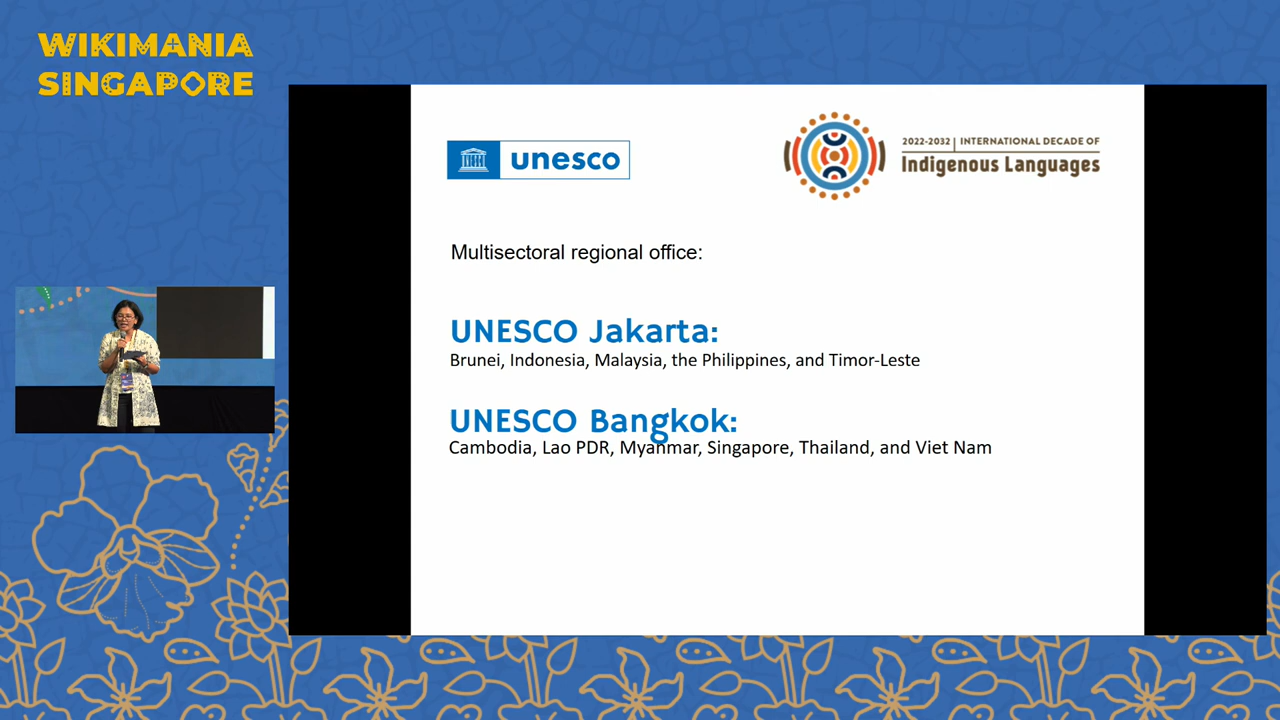 WIKIMANIA
SINGAPORE
unesco
2022-2032 | INTERNATIONAL DECADE OF
Indigenous Languages
Multisectoral regional office:
UNESCO Jakarta:
Brunei, Indonesia, Malaysia, the Philippines, and Timor-Leste
UNESCO Bangkok:
Cambodia, Lao PDR, Myanmar, Singapore, Thailand, and Viet Nam